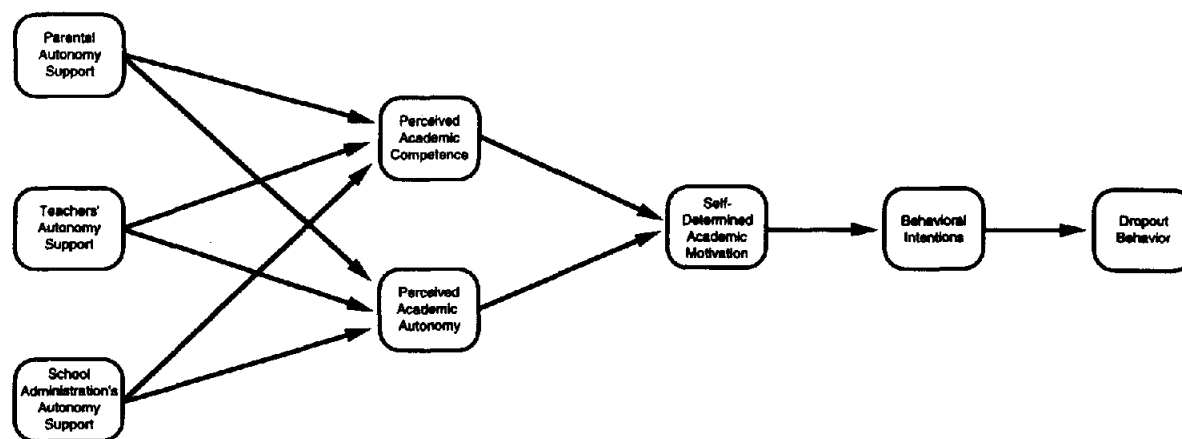 Parental
Autonomy
Support
Perceived
Academic
Competence
Teachers'
Autonomy
Support
Self-
Determined
Academic
Motivation
Behavioral
Intentions
Dropout
Behavior
Perceived
Academic
Autonomy
School
Administration's
Autonomy
Support